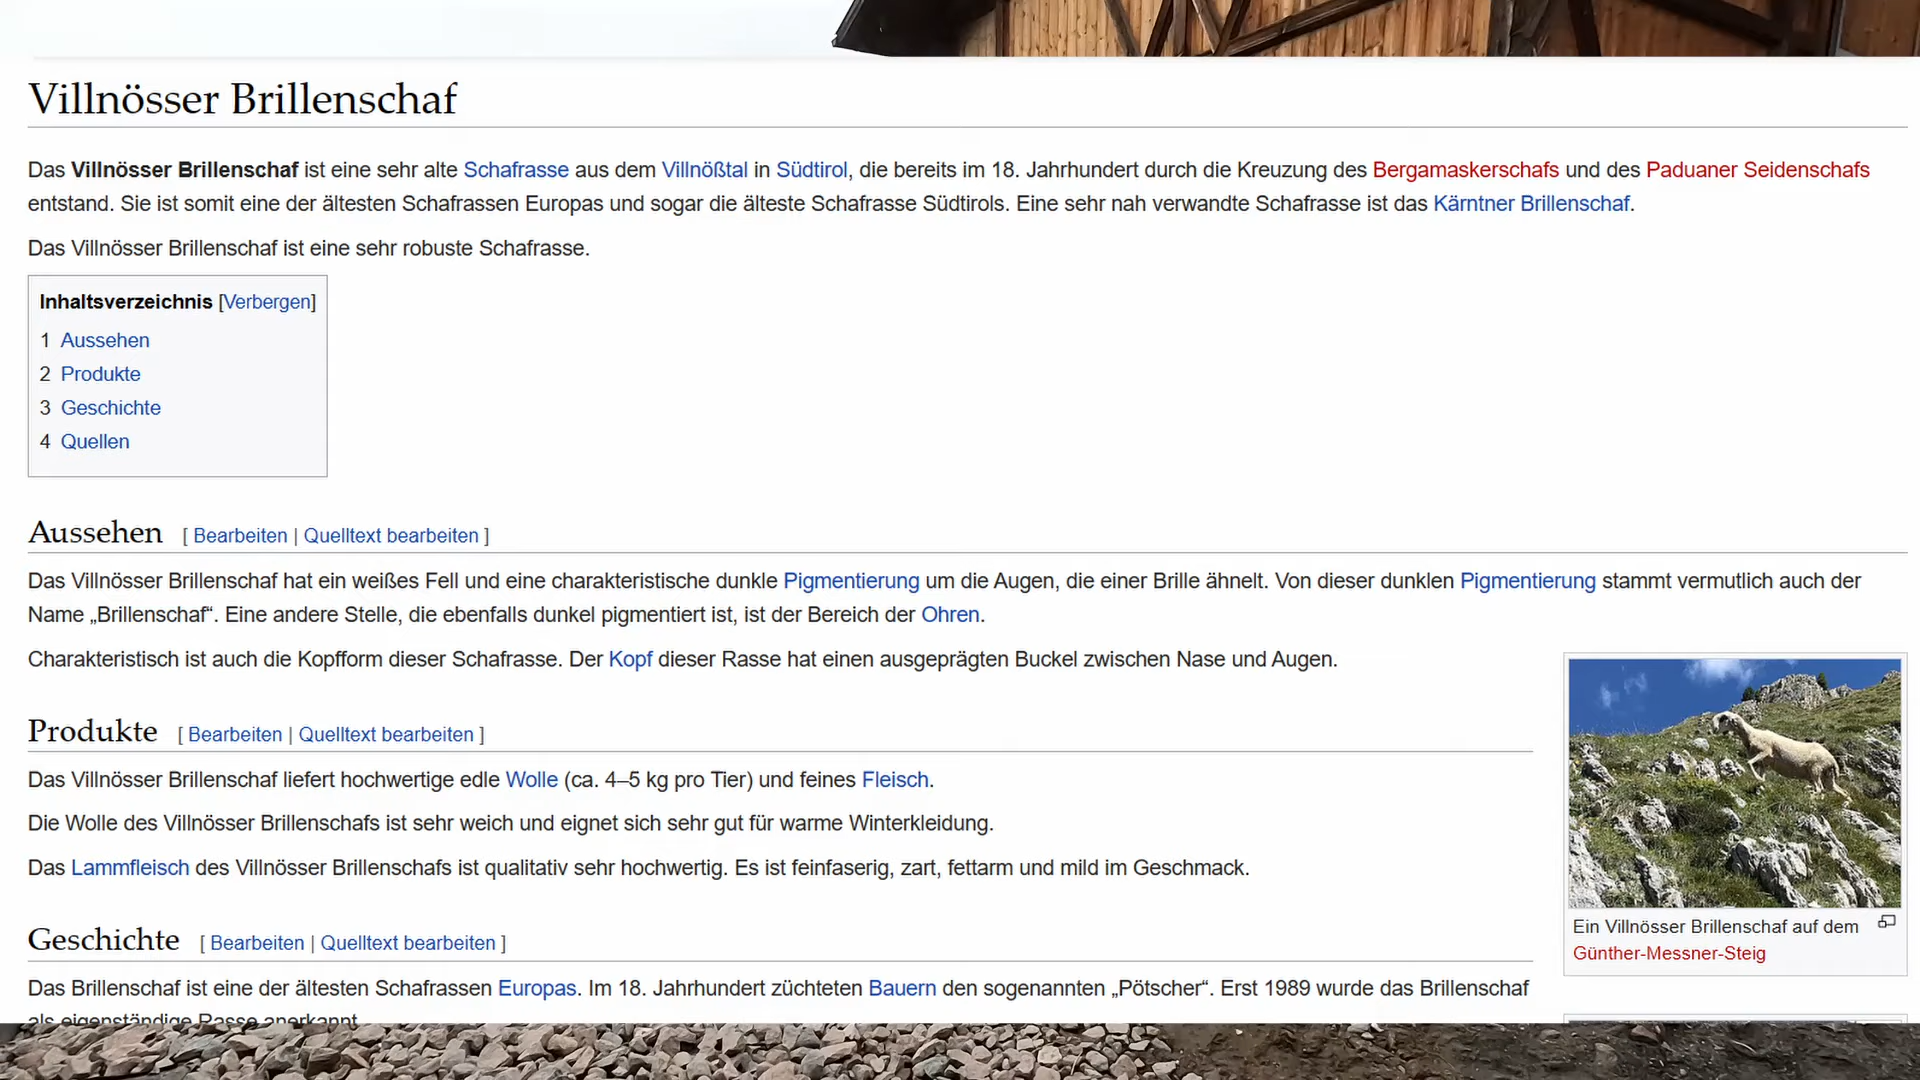 Villnösser Brillenschaf
Das Villnösser Brillenschaf ist eine sehr alte Schafrasse aus dem Villnößtal in Südtirol, die bereits im 18. Jahrhundert durch die Kreuzung des Bergamaskerschafs und des Paduaner Seidenschafs
entstand. Sie ist somit eine der ältesten Schafrassen Europas und sogar die älteste Schafrasse Südtirols. Eine sehr nah verwandte Schafrasse ist das Kärntner Brillenschaf.
Das Villnösser Brillenschaf ist eine sehr robuste Schafrasse.
Inhaltsverzeichnis [Verbergen]
1 Aussehen
2 Produkte
3 Geschichte
4 Quellen
Aussehen [ Bearbeiten | Quelltext bearbeiten ]
Das Villnösser Brillenschaf hat ein weißes Fell und eine charakteristische dunkle Pigmentierung um die Augen, die einer Brille ähnelt. Von dieser dunklen Pigmentierung stammt vermutlich auch der
Name „Brillenschaf“. Eine andere Stelle, die ebenfalls dunkel pigmentiert ist, ist der Bereich der Ohren.
Charakteristisch ist auch die Kopfform dieser Schafrasse. Der Kopf dieser Rasse hat einen ausgeprägten Buckel zwischen Nase und Augen.
Produkte [ Bearbeiten | Quelltext bearbeiten ]
Das Villnösser Brillenschaf liefert hochwertige edle Wolle (ca. 4–5 kg pro Tier) und feines Fleisch.
Die Wolle des Villnösser Brillenschafs ist sehr weich und eignet sich sehr gut für warme Winterkleidung.
Das Lammfleisch des Villnösser Brillenschafs ist qualitativ sehr hochwertig. Es ist feinfaserig, zart, fettarm und mild im Geschmack.
Ein Villnösser Brillenschaf auf dem
Günther-Messner-Steig
Geschichte [ Bearbeiten | Quelltext bearbeiten ]
Das Brillenschaf ist eine der ältesten Schafrassen Europas. Im 18. Jahrhundert züchteten Bauern den sogenannten „Pötscher“. Erst 1989 wurde das Brillenschaf
als eigenständige Rasse anerkannt